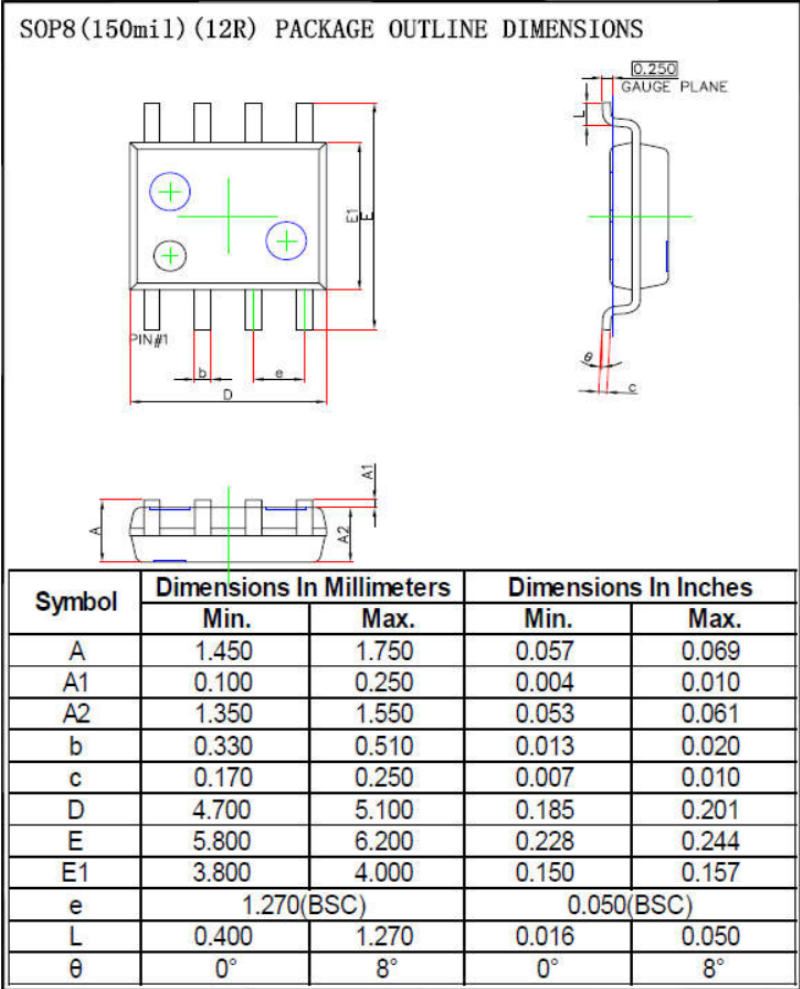 SOP8(150mil)(12R) PACKAGE OUTLINE DIMENSIONS
0.250
GAUGE PLANE
L
E1
E
PIN#1
b
e
D
θ
c
A1
A
A2
Symbol Dimensions In Millimeters Dimensions In Inches
Min. Max. Min. Max.
A 1.450 1.750 0.057 0.069
A1 0.100 0.250 0.004 0.010
A2 1.350 1.550 0.053 0.061
b 0.330 0.510 0.013 0.020
c 0.170 0.250 0.007 0.010
D 4.700 5.100 0.185 0.201
E 5.800 6.200 0.228 0.244
E1 3.800 4.000 0.150 0.157
e 1.270(BSC) 0.050(BSC)
L 0.400 1.270 0.016 0.050
θ 0° 8° 0° 8°